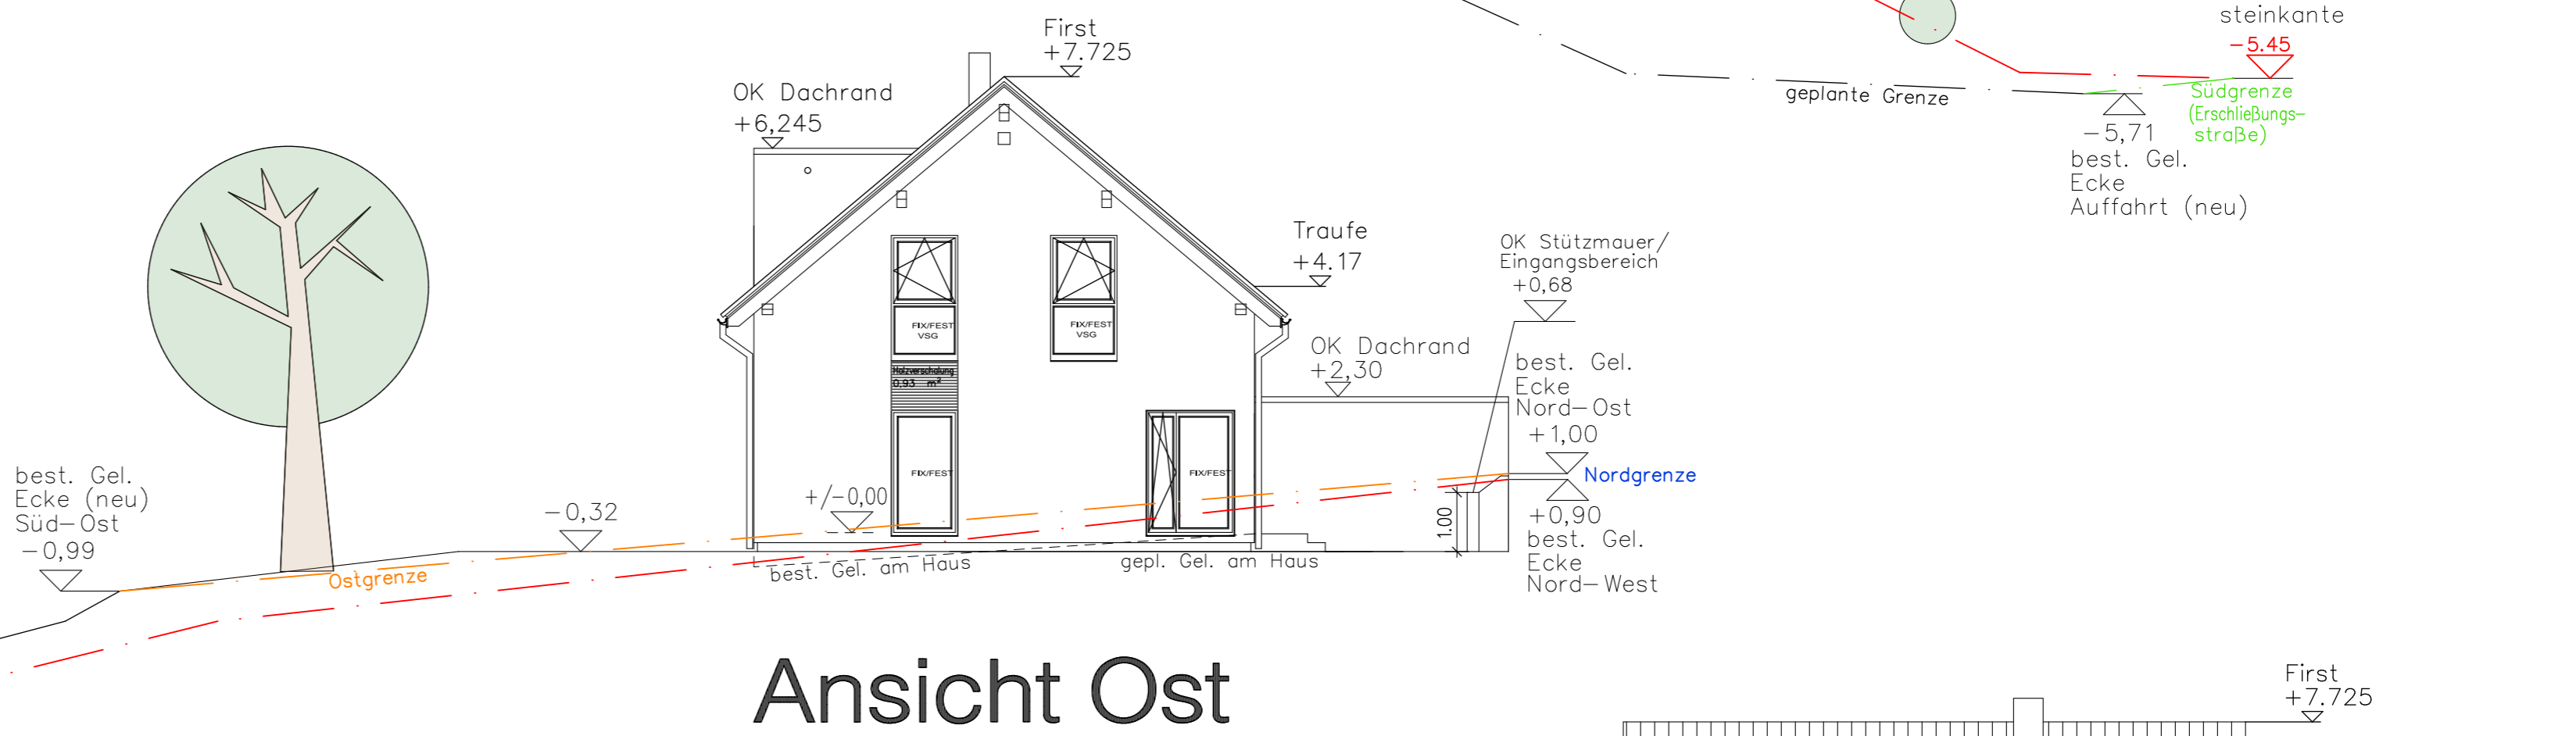 First
+7.725
OK Dachrand
+6,245
Traufe
+4.17
OK Stützmauer/
Eingangsbereich
+0,68
OK Dachrand
+2,30
best. Gel.
Ecke
Nord-Ost
+1,00
Nordgrenze
+0,90
best. Gel.
Ecke
Nord-West
1.00
FIX/FEST
VSG
FIX/FEST
VSG
Holzverschalung
0,93 m²
FIX/FEST
FIX/FEST
+/-0,00
-0,32
best. Gel.
Ecke (neu)
Süd-Ost
-0,99
Ostgrenze
best. Gel. am Haus
gepl. Gel. am Haus
Ansicht Ost
steinkante
-5.45
geplante Grenze
Südgrenze
(Erschließungs-
straße)
-5,71
best. Gel.
Ecke
Auffahrt (neu)
First
+7.725